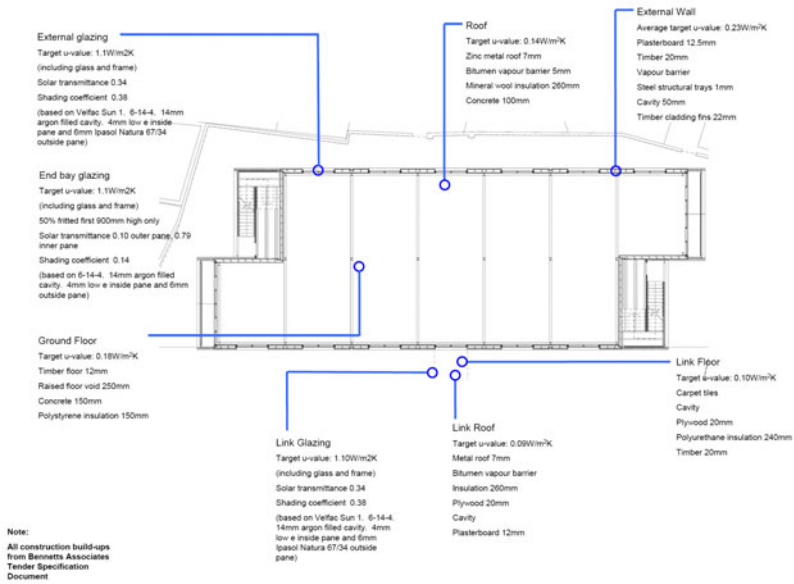 External glazing
Target u-value: 1.1W/m2K
(including glass and frame)
Solar transmittance 0.34
Shading coefficient  0.38
(based on Velfac Sun 1.  6-14-4.  14mm
argon filled cavity.  4mm low e inside
pane and 6mm Ipasol Natura 67/34
outside pane)
End bay glazing
Target u-value: 1.1W/m2K
(including glass and frame)
50% fritted first 900mm high only
Solar transmittance 0.10 outer pane, 0.79
inner pane
Shading coefficient  0.14
(based on 6-14-4.  14mm argon filled
cavity.  4mm low e inside pane and 6mm
outside pane)
Ground Floor
Target u-value: 0.18W/m²K
Timber floor 12mm
Raised floor void 250mm
Concrete 150mm
Polystyrene insulation 150mm
Roof
Target u-value: 0.14W/m²K
Zinc metal roof 7mm
Bitumen vapour barrier 5mm
Mineral wool insulation 260mm
Concrete 100mm
External Wall
Average target u-value: 0.23W/m²K
Plasterboard 12.5mm
Timber 20mm
Vapour barrier
Steel structural trays 1mm
Cavity 50mm
Timber cladding fins 22mm
Link Glazing
Target u-value: 1.10W/m2K
(including glass and frame)
Solar transmittance 0.34
Shading coefficient  0.38
(based on Velfac Sun 1.  6-14-4.
14mm argon filled cavity.  4mm
low e inside pane and 6mm
Ipasol Natura 67/34 outside
pane)
Link Roof
Target u-value: 0.09W/m²K
Metal roof 7mm
Bitumen vapour barrier
Insulation 260mm
Plywood 20mm
Cavity
Plasterboard 12mm
Link Floor
Target u-value: 0.10W/m²K
Carpet tiles
Cavity
Plywood 20mm
Polyurethane insulation 240mm
Timber 20mm
Note:
All construction build-ups
from Bennetts Associates
Tender Specification
Document